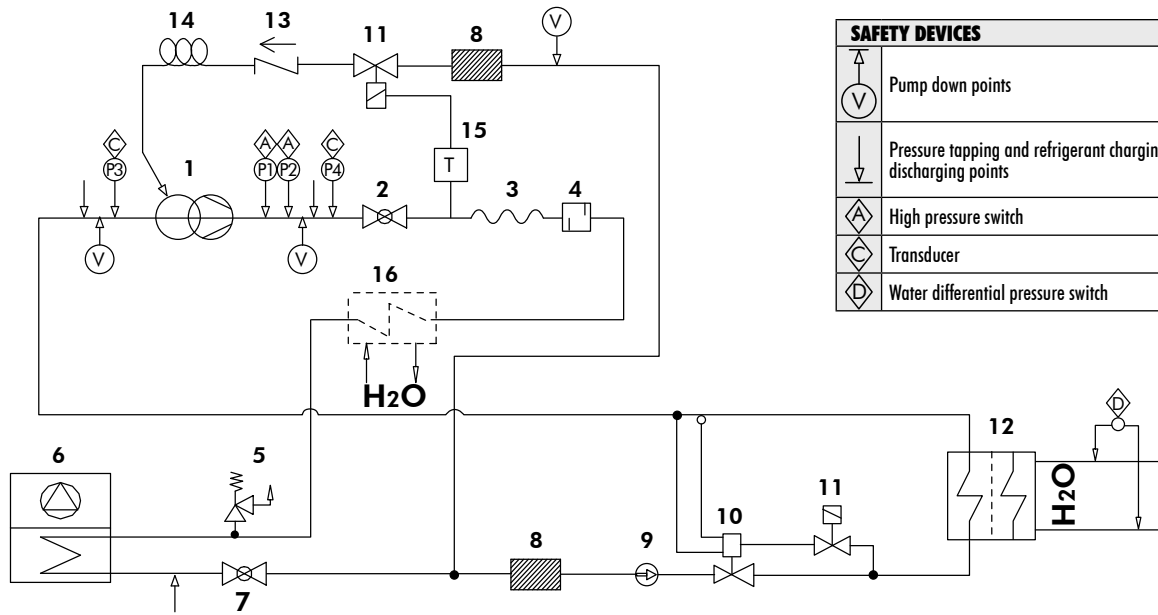 14
13
11
8
V
15
T
C
P3
1
A
A
C
P1
P2
P4
2
3
4
V
V
16
H2O
SAFETY DEVICES
V Pump down points
Pressure tapping and refrigerant chargin
discharging points
A High pressure switch
C Transducer
D Water differential pressure switch
6
5
7
8
9
10
11
12
D
H2O